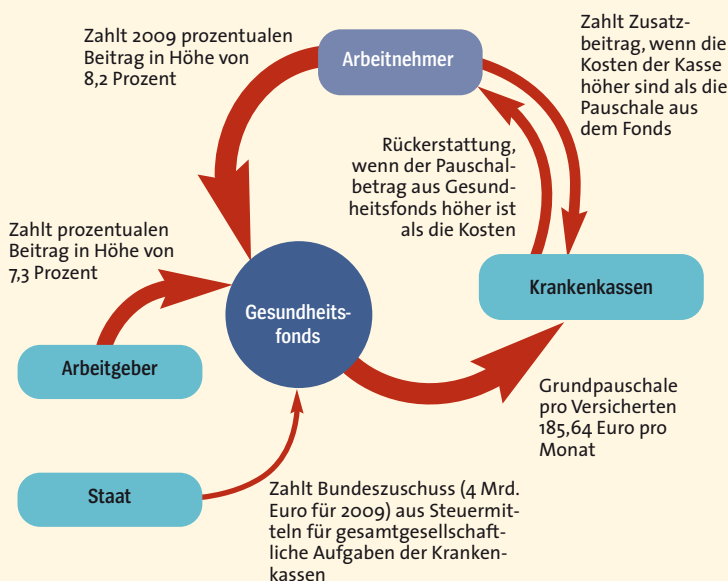 Zahlt 2009 prozentualen
Beitrag in Höhe von
8,2 Prozent
Arbeitnehmer
Zahlt Zusatz-
beitrag, wenn die
Kosten der Kasse
höher sind als die
Pauschale aus
dem Fonds
Rückerstattung,
wenn der Pauschal-
betrag aus Gesund-
heitsfonds höher ist
als die Kosten
Zahlt prozentualen
Beitrag in Höhe von
7,3 Prozent
Krankenkassen
Gesundheits-
fonds
Arbeitgeber
Grundpauschale
pro Versicherten
185,64 Euro pro
Monat
Staat
Zahlt Bundeszuschuss (4 Mrd.
Euro für 2009) aus Steuermit-
teln für gesamtgesellschaft-
liche Aufgaben der Kranken-
kassen